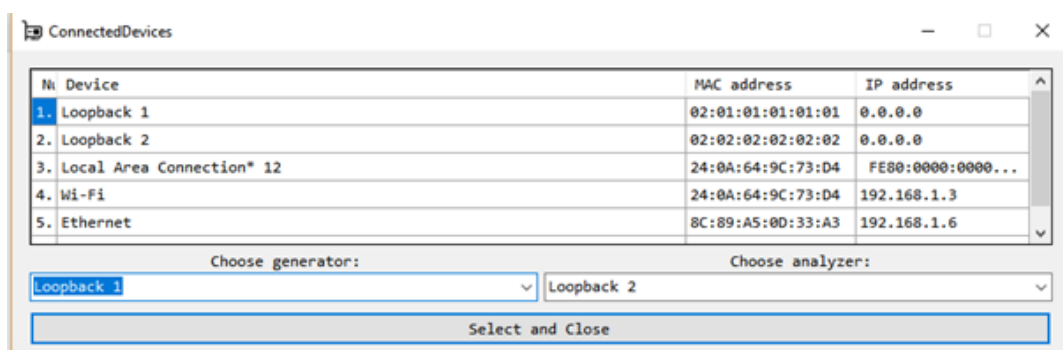 ConnectedDevices
Nu Device MAC address IP address
1. Loopback 1 02:01:01:01:01:01 0.0.0.0
2. Loopback 2 02:02:02:02:02:02 0.0.0.0
3. Local Area Connection* 12 24:0A:64:9C:73:D4 FE80:0000:0000...
4. Wi-Fi 24:0A:64:9C:73:D4 192.168.1.3
5. Ethernet 8C:89:A5:0D:33:A3 192.168.1.6
Choose generator: Choose analyzer:
Loopback 1 Loopback 2
Select and Close